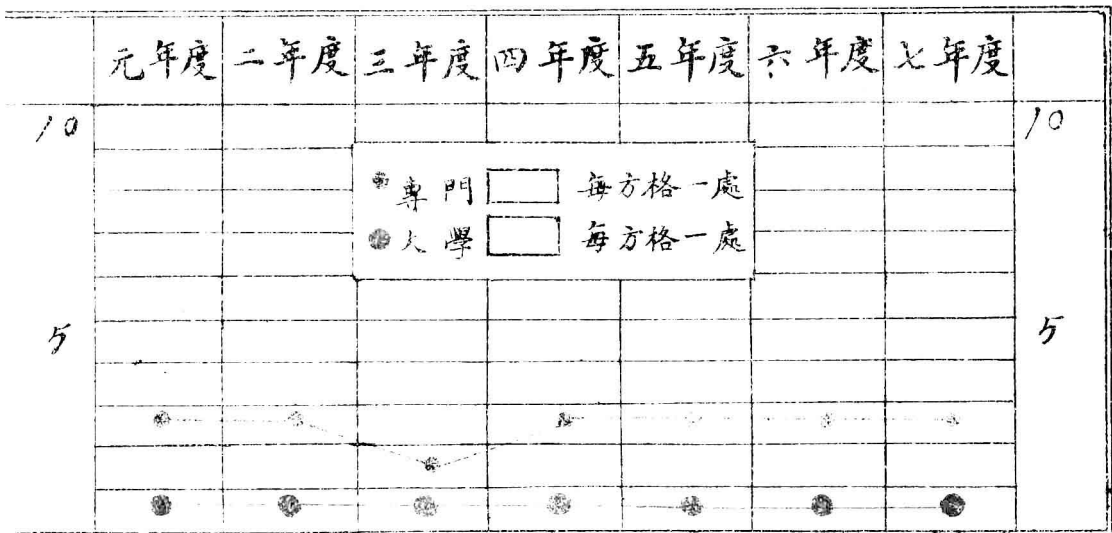 元年度 二年度 三年度 四年度 五年度 六年度 七年度
10 10
專門 每方格一處
大學 每方格一處
5 5